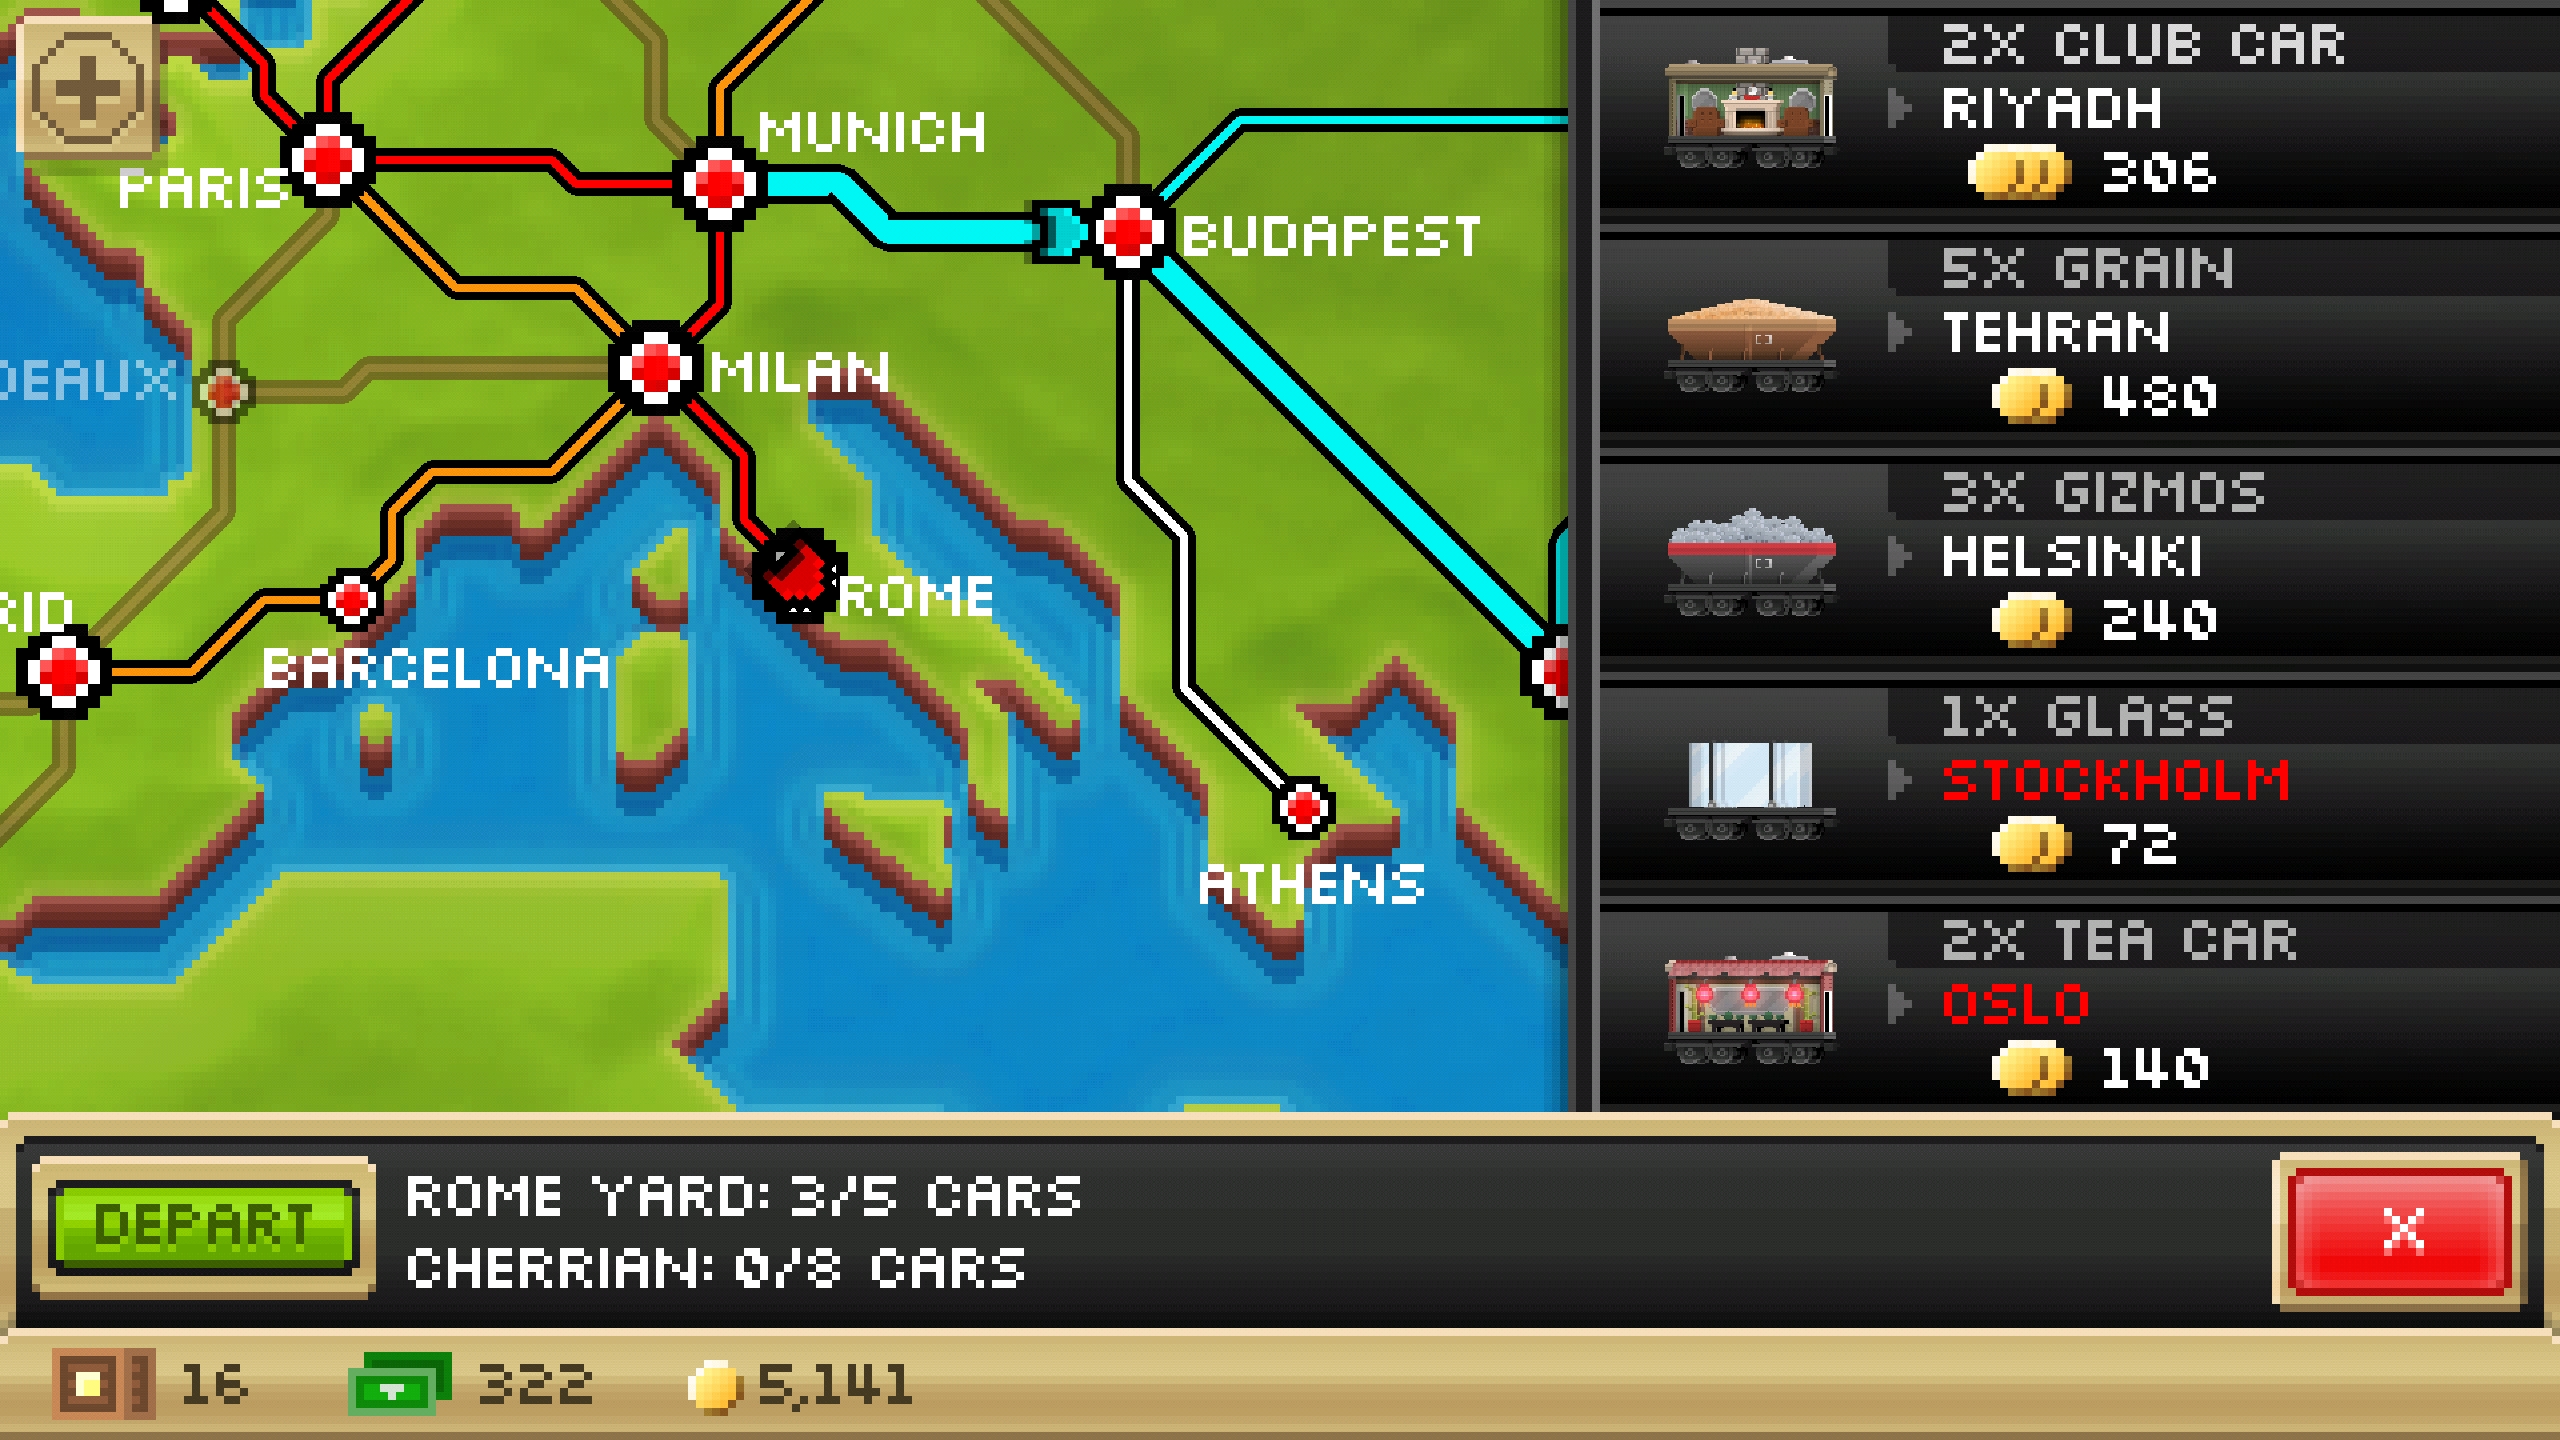 MUNICH
PARIS
BUDAPEST
MILAN
DEAUX
ROME
RID
BARCELONA
ATHENS
2X CLUB CAR
RIYADH
306
5X GRAIN
TEHRAN
480
3X GIZMOS
HELSINKI
240
1X GLASS
STOCKHOLM
72
2X TEA CAR
OSLO
140
DEPART
ROME YARD: 3/5 CARS
CHERRIAN: 0/8 CARS
X
16
322
5,141